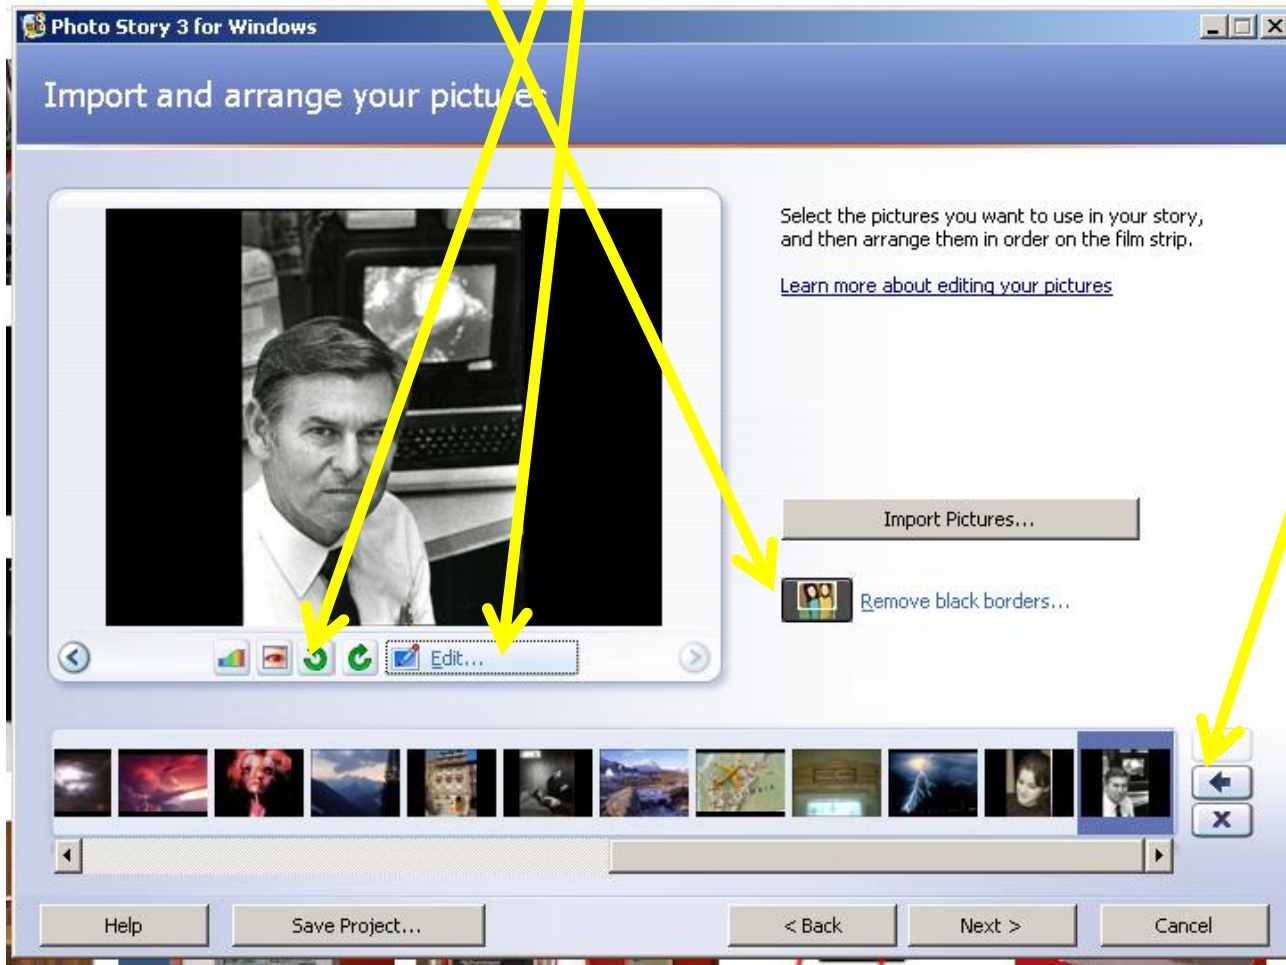 Photo Story 3 for Windows
Import and arrange your pictures
Select the pictures you want to use in your story,
and then arrange them in order on the film strip.
Learn more about editing your pictures
Import Pictures...
Remove black borders...
Edit...
Help
Save Project...
< Back
Next >
Cancel